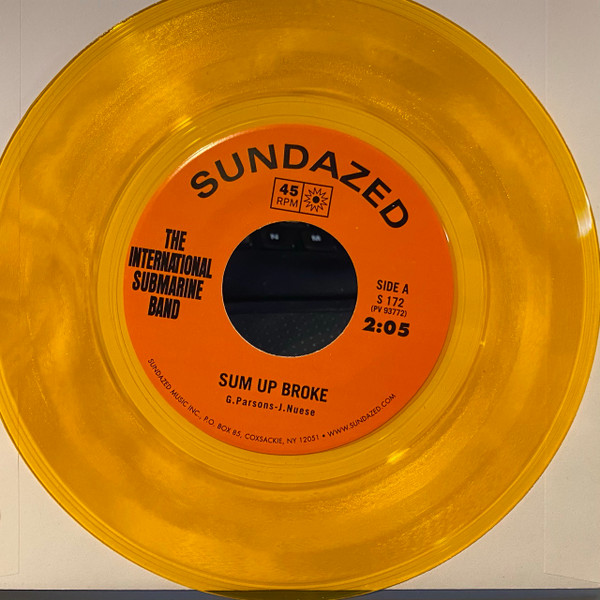 SUNDAZED
45
RPM
THE
INTERNATIONAL
SUBMARINE
BAND
SIDE A
S 172
(PV 93772)
2:05
SUM UP BROKE
G.Parsons-J.Nuese
SUNDAZED MUSIC INC., P.O. BOX 85, COXSACKIE, NY 12051 • WWW.SUNDAZED.COM